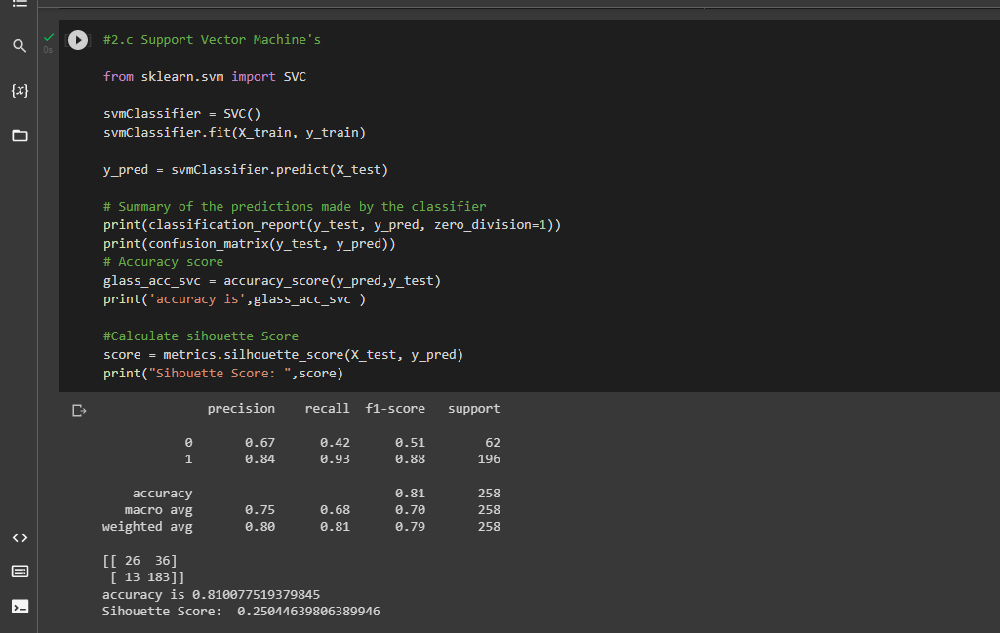 {x}
0s
#2.c Support Vector Machine's
from sklearn.svm import SVC
svmClassifier = SVC()
svmClassifier.fit(X_train, y_train)
y_pred = svmClassifier.predict(X_test)
# Summary of the predictions made by the classifier
print(classification_report(y_test, y_pred, zero_division=1))
print(confusion_matrix(y_test, y_pred))
# Accuracy score
glass_acc_svc = accuracy_score(y_pred,y_test)
print('accuracy is',glass_acc_svc )
#Calculate sihouette Score
score = metrics.silhouette_score(X_test, y_pred)
print("Sihouette Score: ",score)
precision recall f1-score support
0 0.67 0.42 0.51 62
1 0.84 0.93 0.88 196
accuracy 0.81 258
macro avg 0.75 0.68 0.70 258
weighted avg 0.80 0.81 0.79 258
[[ 26 36]
[ 13 183]]
accuracy is 0.810077519379845
Sihouette Score: 0.25044639806389946